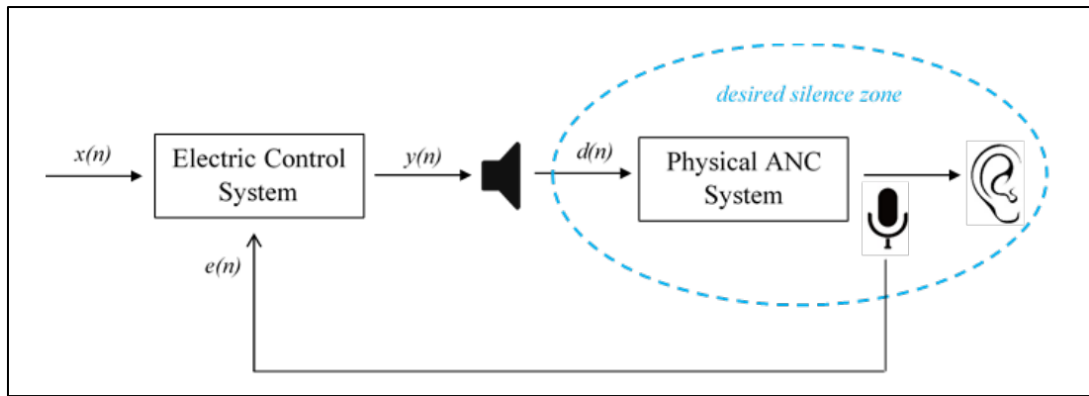 desired silence zone
x(n)
Electric Control
System
y(n)
d(n)
Physical ANC
System
e(n)